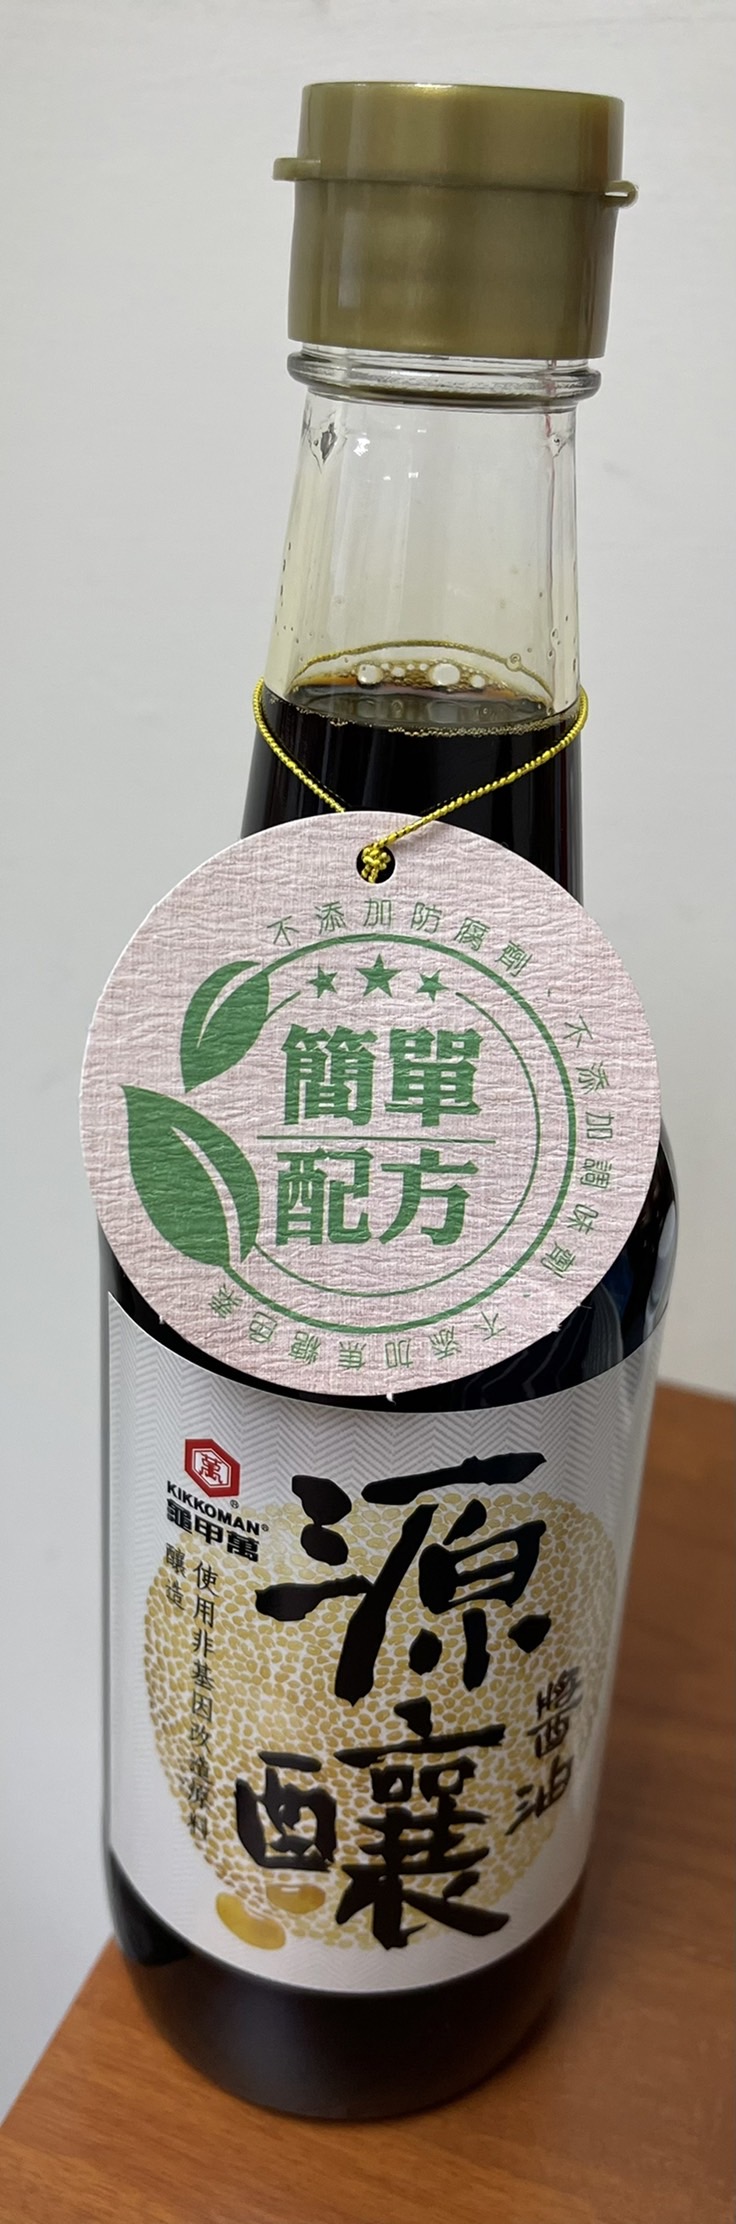 不添加防腐劑、不添加調味劑
不添加焦糖色素
簡單
配方
萬
KIKKOMAN®
龜甲萬
使用非基因改造原料
釀造
源釀
醬油